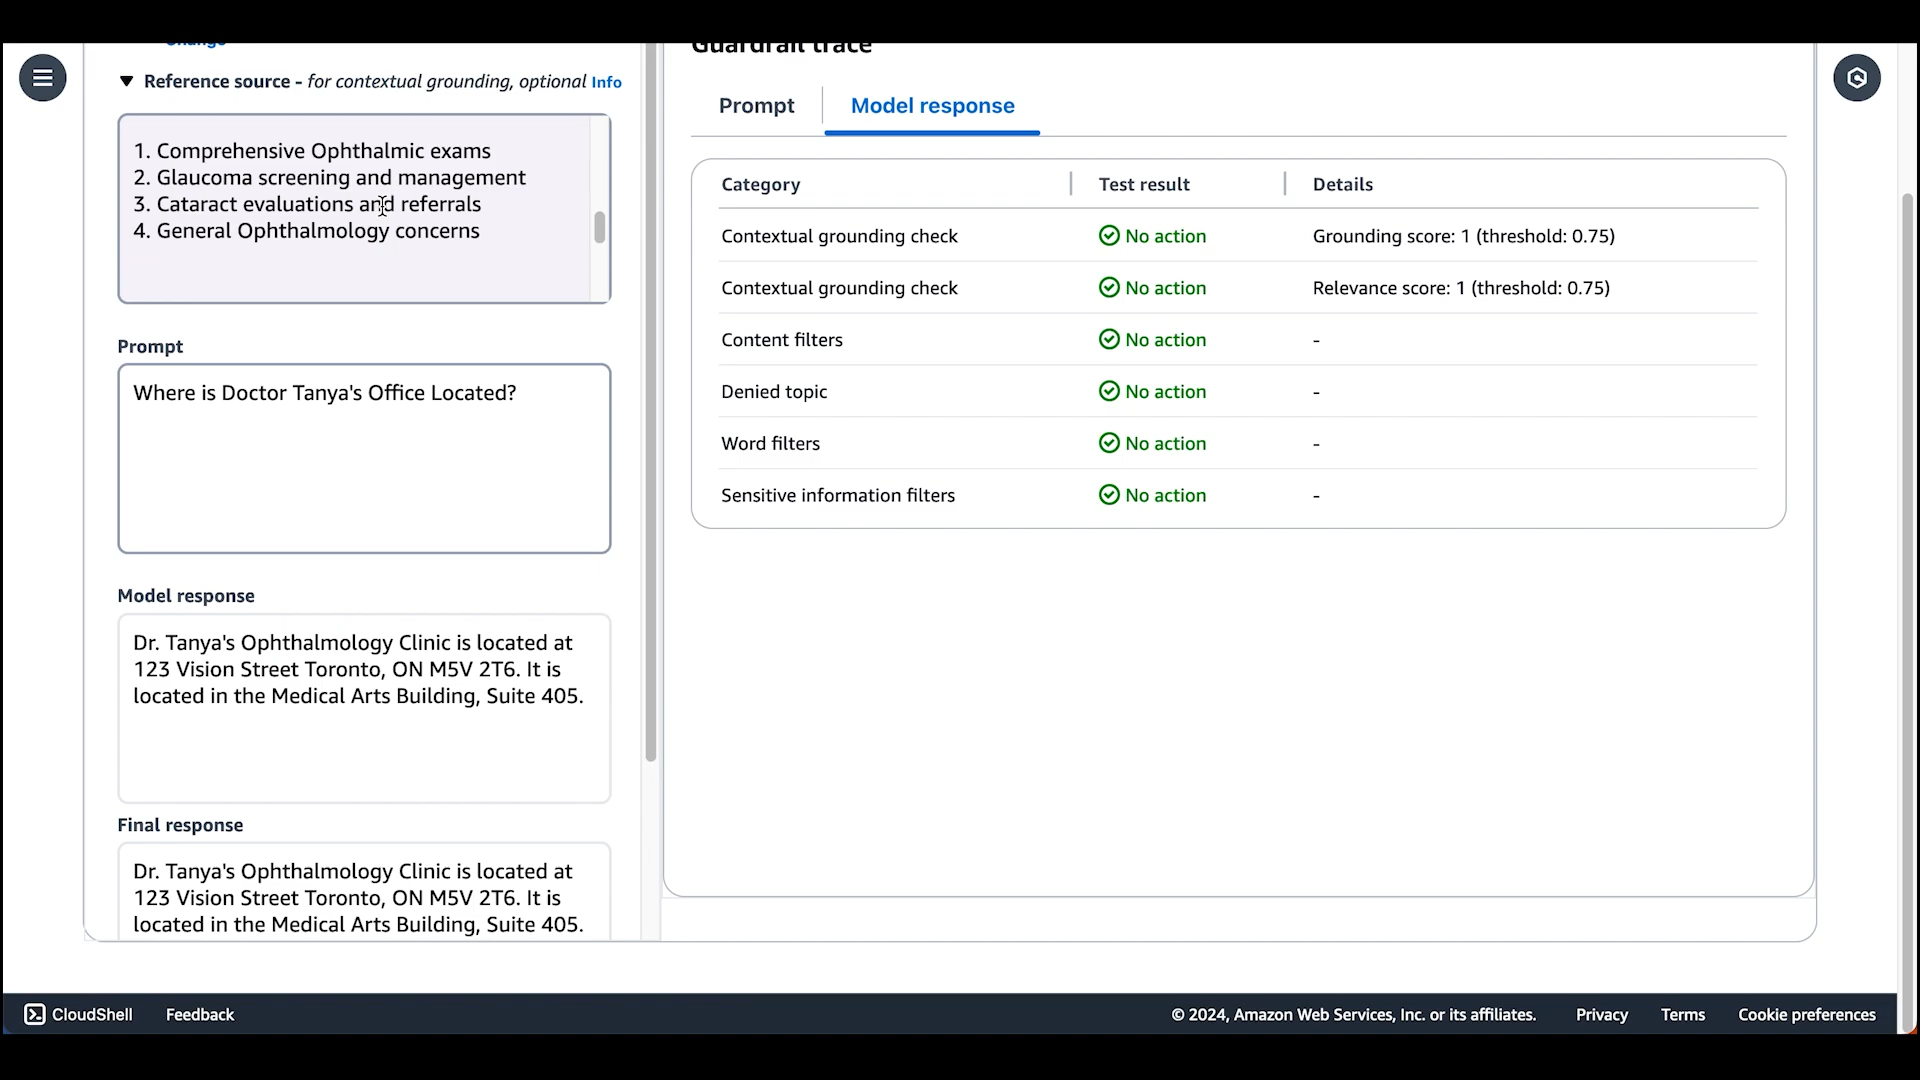 Change
Reference source - for contextual grounding, optional Info
1. Comprehensive Ophthalmic exams
2. Glaucoma screening and management
3. Cataract evaluations and referrals
4. General Ophthalmology concerns
Prompt
Where is Doctor Tanya's Office Located?
Model response
Dr. Tanya's Ophthalmology Clinic is located at
123 Vision Street Toronto, ON M5V 2T6. It is
located in the Medical Arts Building, Suite 405.
Final response
Dr. Tanya's Ophthalmology Clinic is located at
123 Vision Street Toronto, ON M5V 2T6. It is
located in the Medical Arts Building, Suite 405.
Guardrail trace
Prompt Model response
Category Test result Details
Contextual grounding check No action Grounding score: 1 (threshold: 0.75)
Contextual grounding check No action Relevance score: 1 (threshold: 0.75)
Content filters No action -
Denied topic No action -
Word filters No action -
Sensitive information filters No action -
CloudShell Feedback © 2024, Amazon Web Services, Inc. or its affiliates. Privacy Terms Cookie preferences